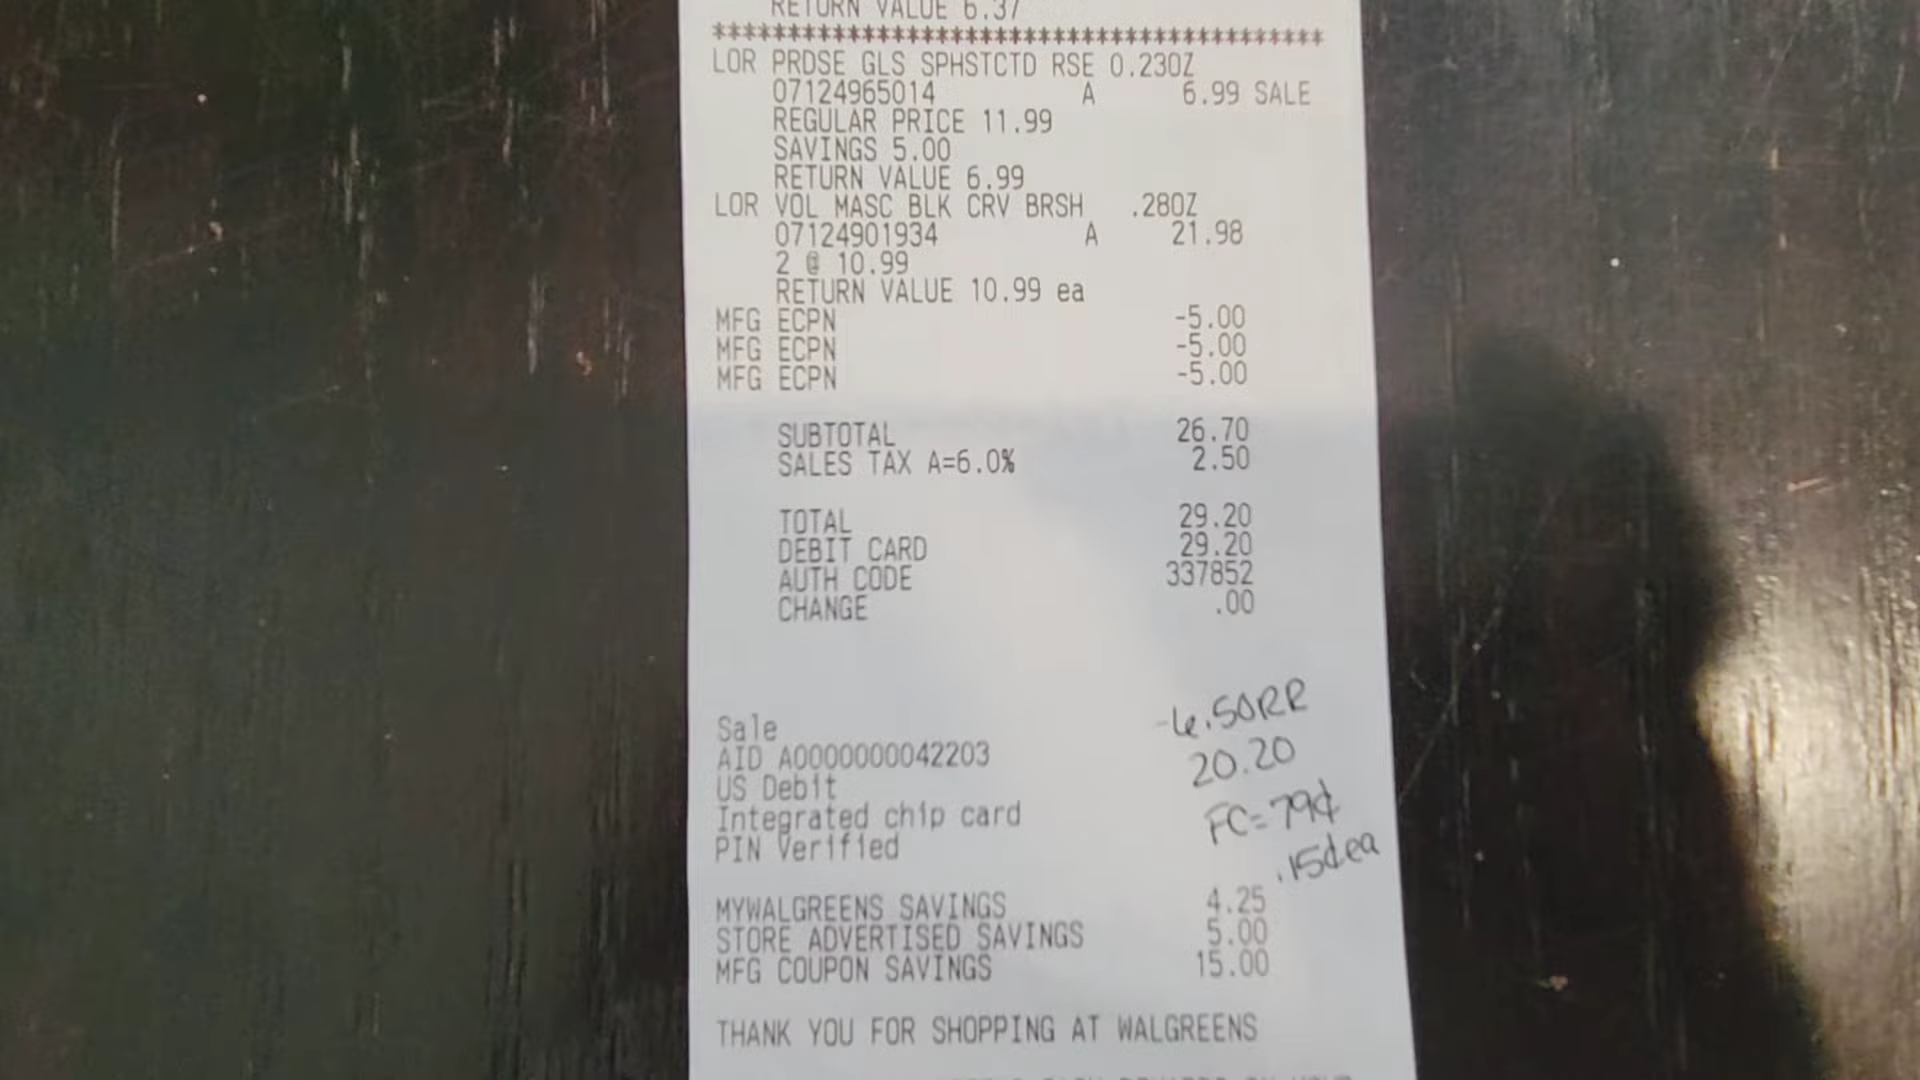 RETURN VALUE 6.37
******************************************
LOR PRDSE GLS SPHSTCTD RSE 0.23OZ
07124965014 A 6.99 SALE
REGULAR PRICE 11.99
SAVINGS 5.00
RETURN VALUE 6.99
LOR VOL MASC BLK CRV BRSH .28OZ
07124901934 A 21.98
2 @ 10.99
RETURN VALUE 10.99 ea
MFG ECPN -5.00
MFG ECPN -5.00
MFG ECPN -5.00
SUBTOTAL 26.70
SALES TAX A=6.0% 2.50
TOTAL 29.20
DEBIT CARD 29.20
AUTH CODE 337852
CHANGE .00
-6.50RR
Sale
20.20
AID A0000000042203
US Debit
FC=79¢
Integrated chip card
PIN Verified
.15¢ea
MYWALGREENS SAVINGS 4.25
STORE ADVERTISED SAVINGS 5.00
MFG COUPON SAVINGS 15.00
THANK YOU FOR SHOPPING AT WALGREENS